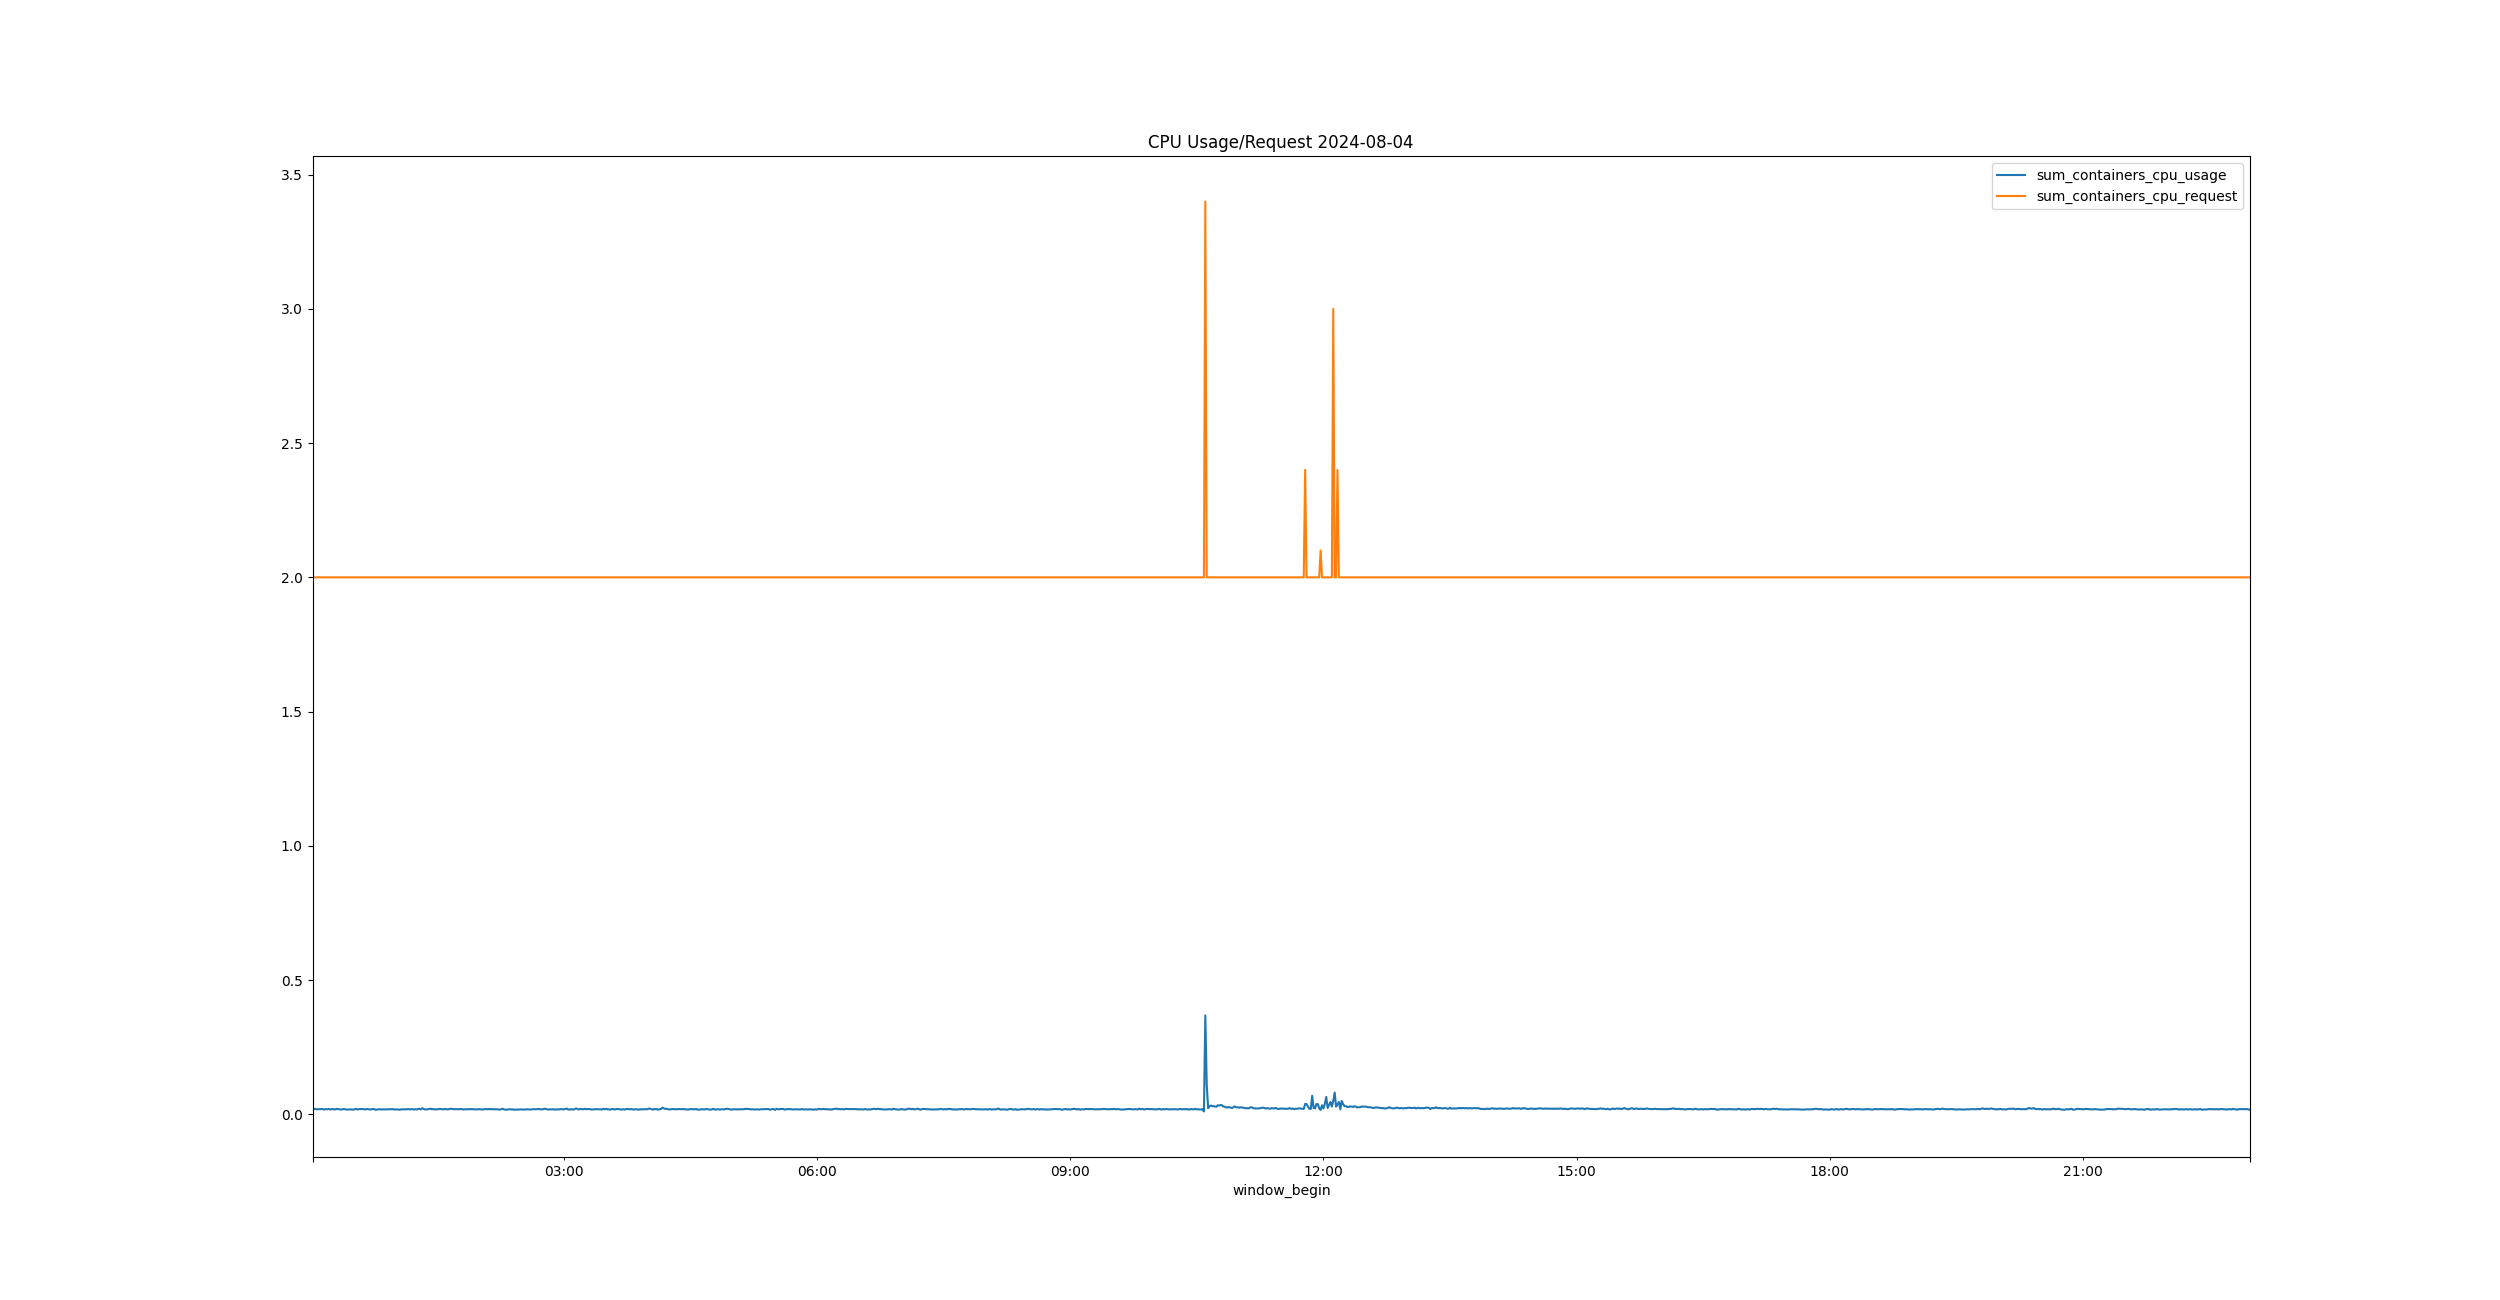 CPU Usage/Request 2024-08-04
sum_containers_cpu_usage
sum_containers_cpu_request
3.5
3.0
2.5
2.0
1.5
1.0
0.5
0.0
03:00 06:00 09:00 12:00 15:00 18:00 21:00
window_begin